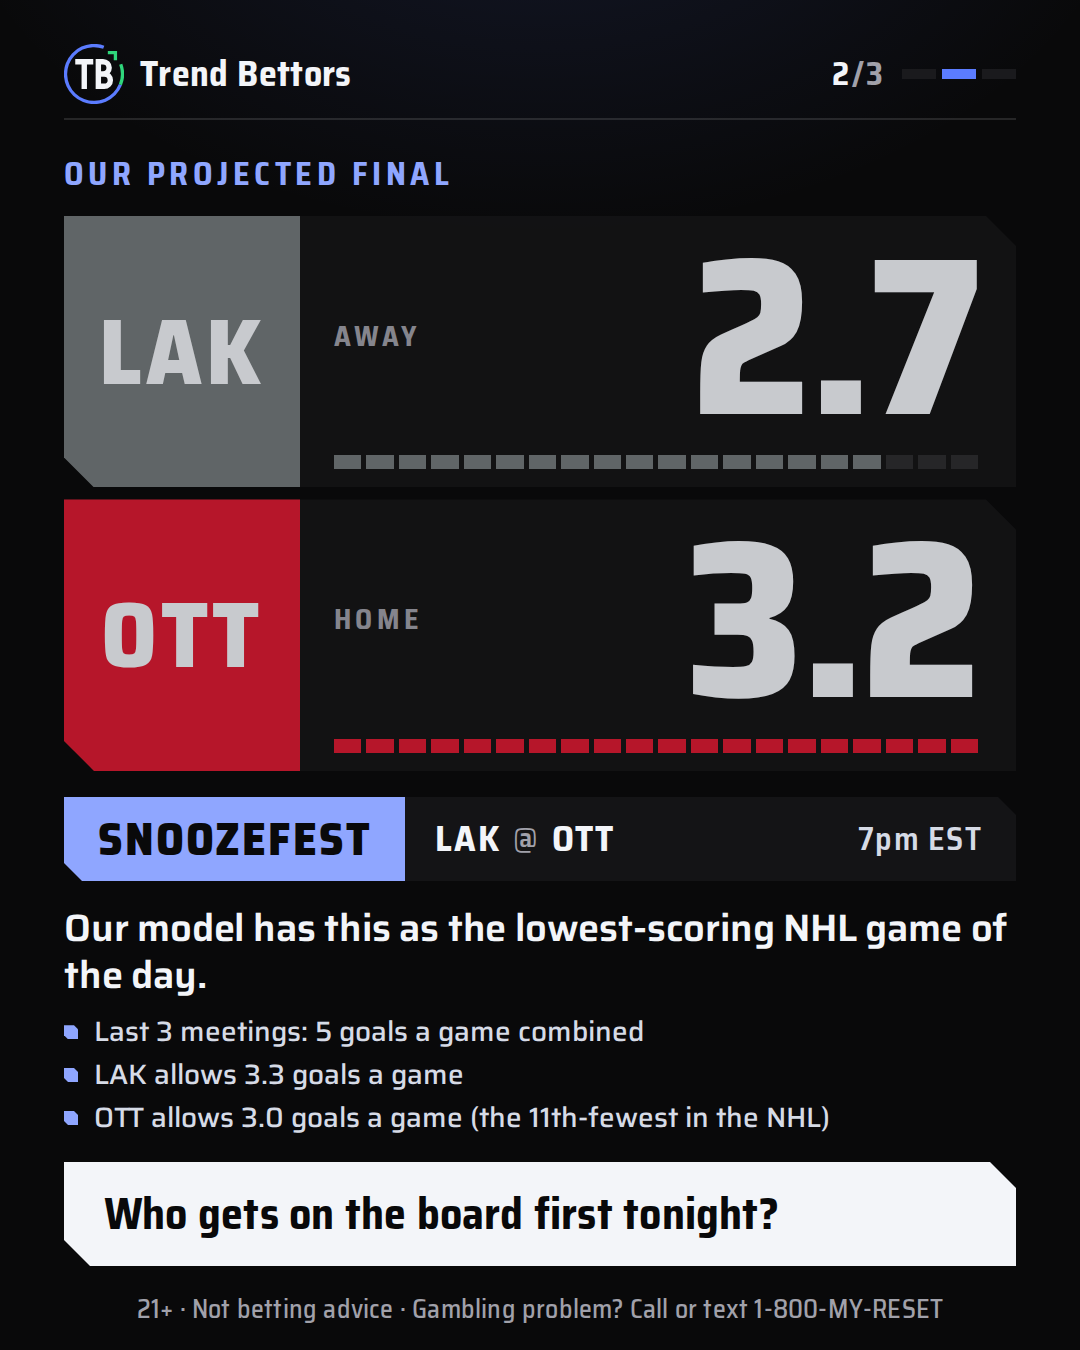 TB Trend Bettors
2/3
OUR PROJECTED FINAL
LAK
AWAY
2.7
OTT
HOME
3.2
SNOOZEFEST
LAK @ OTT
7pm EST
Our model has this as the lowest-scoring NHL game of
the day.
Last 3 meetings: 5 goals a game combined
LAK allows 3.3 goals a game
OTT allows 3.0 goals a game (the 11th-fewest in the NHL)
Who gets on the board first tonight?
21+ · Not betting advice · Gambling problem? Call or text 1-800-MY-RESET